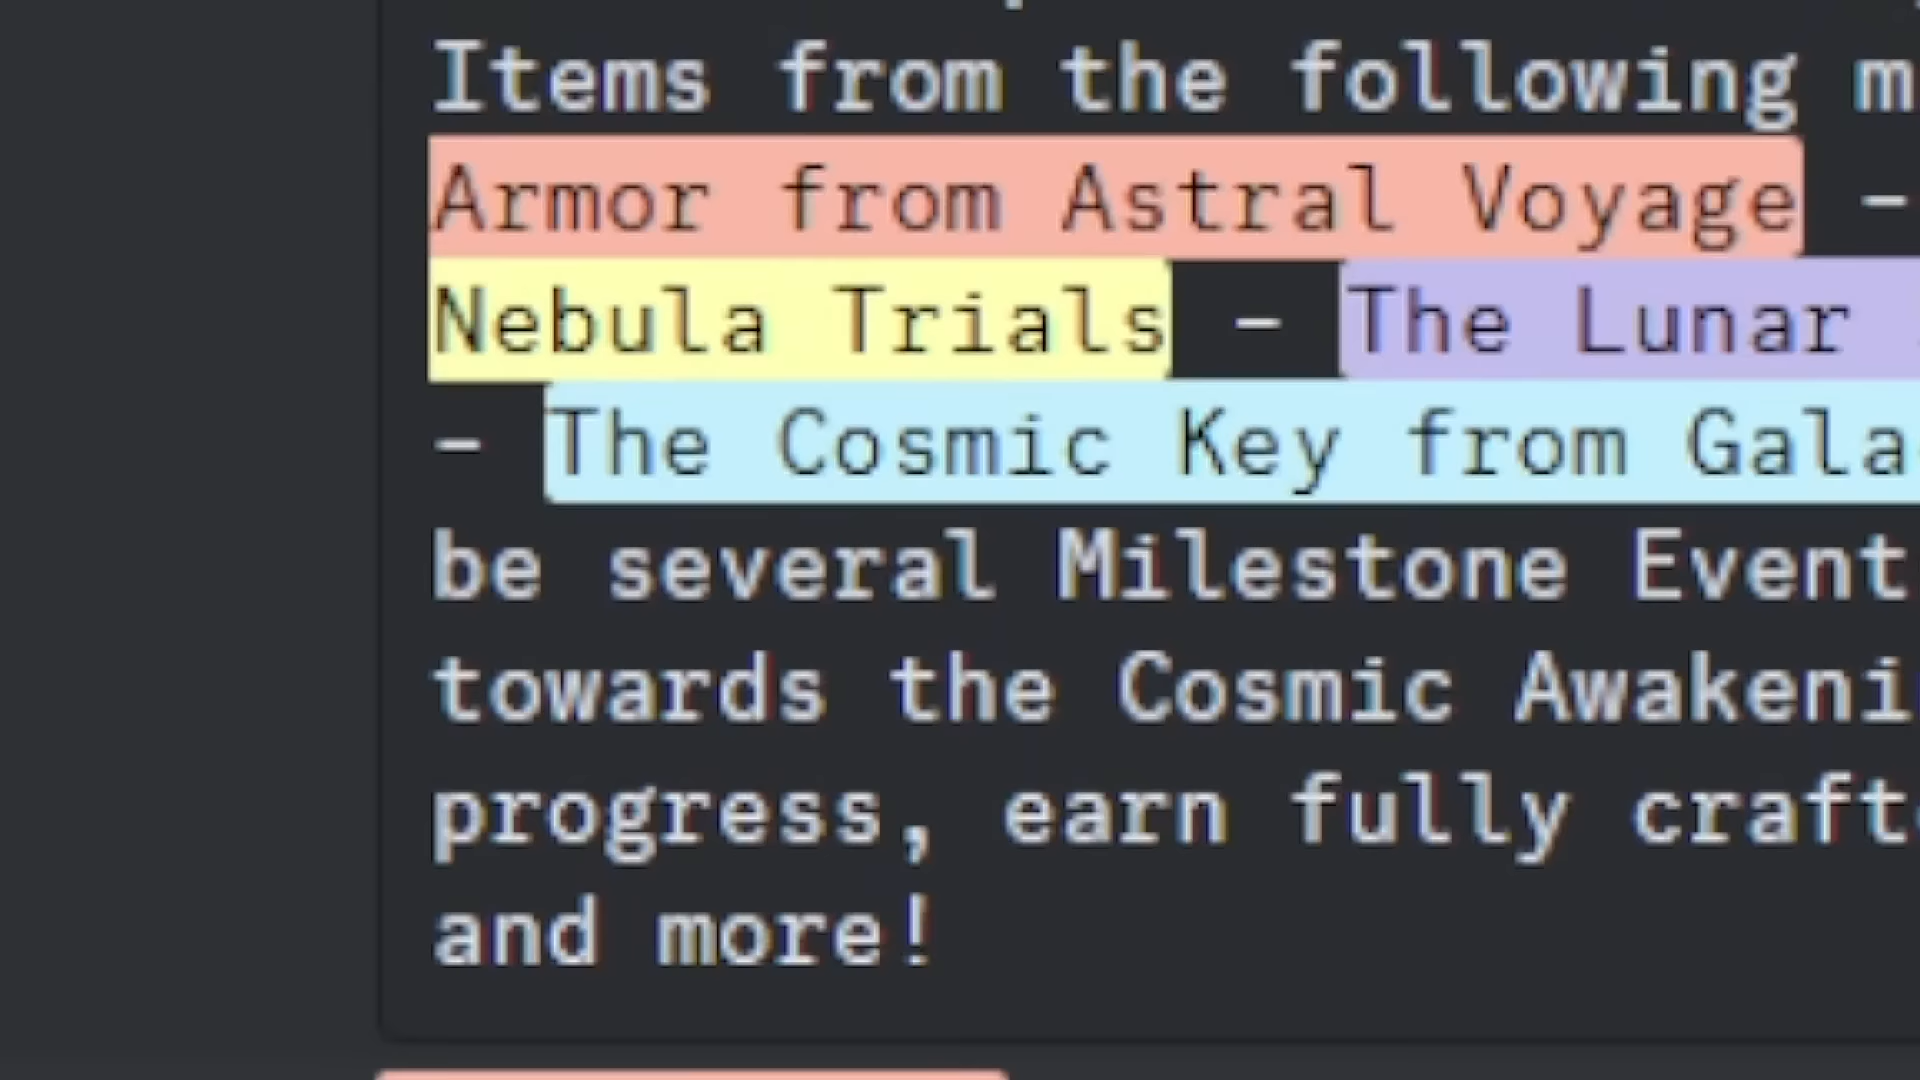 Items from the following
Armor from Astral Voyage –
Nebula Trials – The Lunar
– The Cosmic Key from
be several Milestone Event
towards the Cosmic
progress, earn fully
and more!